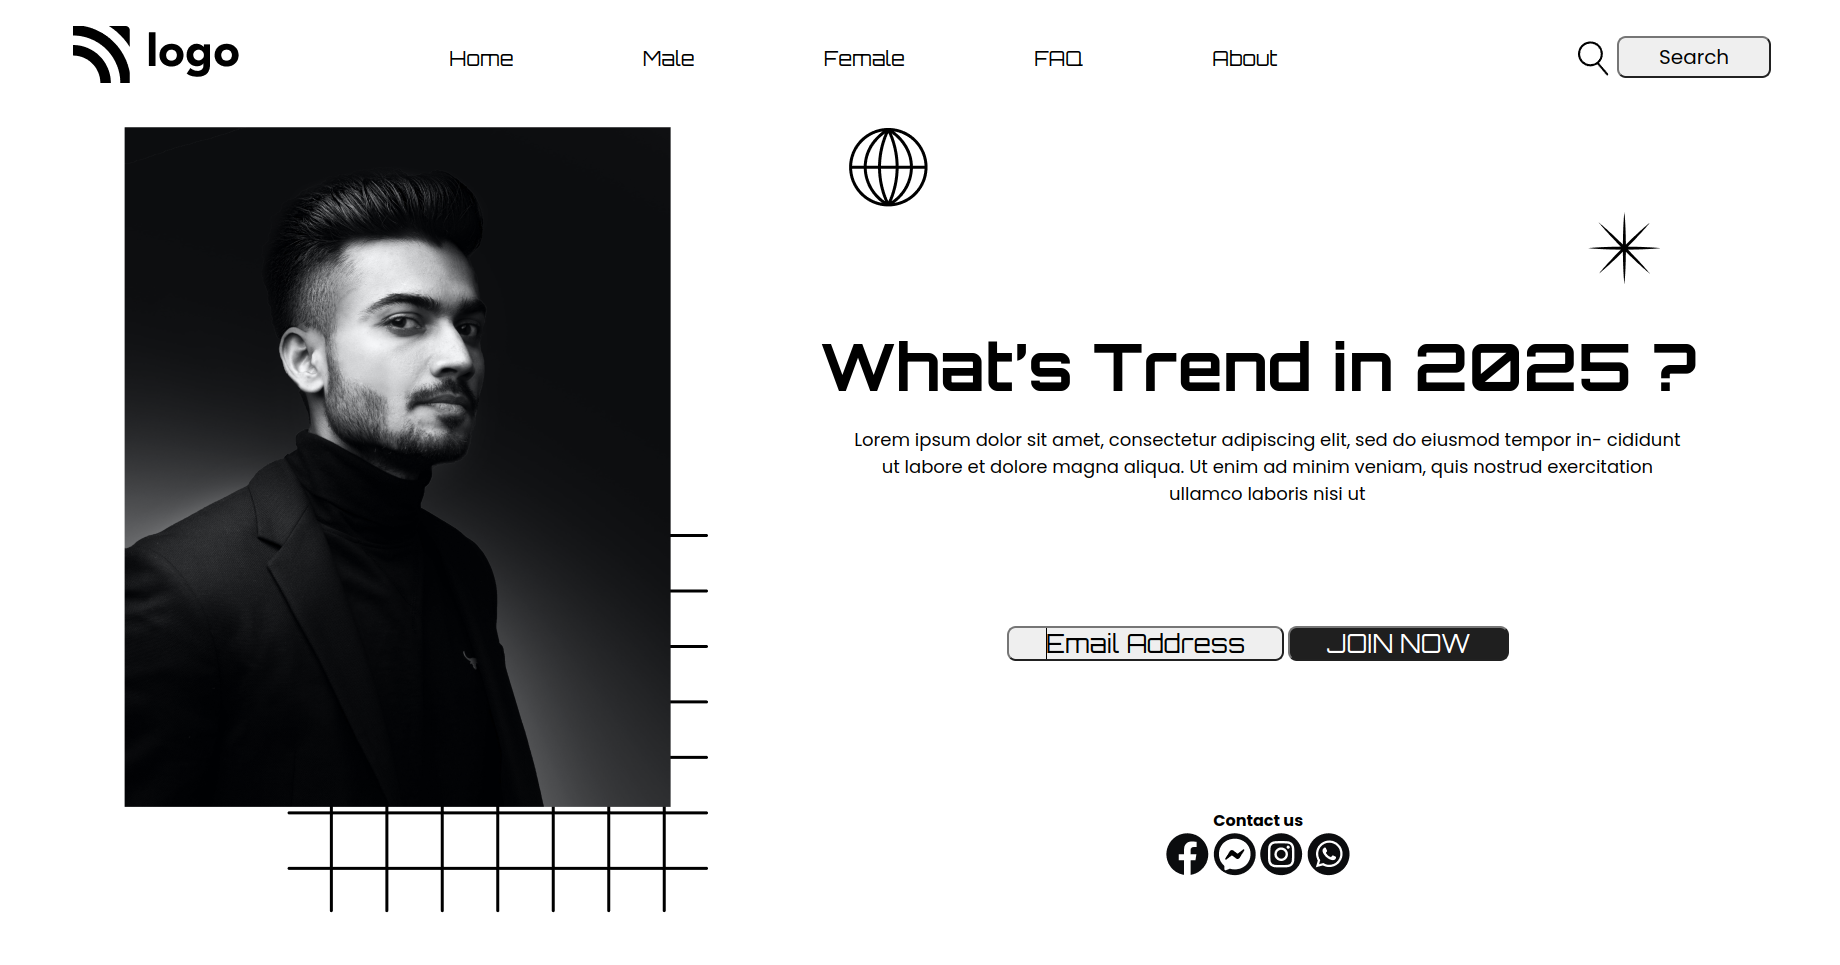 logo
Home
Male
Female
FAQ
About
Search
What's Trend in 2025 ?
Lorem ipsum dolor sit amet, consectetur adipiscing elit, sed do eiusmod tempor in- cididunt
ut labore et dolore magna aliqua. Ut enim ad minim veniam, quis nostrud exercitation
ullamco laboris nisi ut
Email Address
JOIN NOW
Contact us